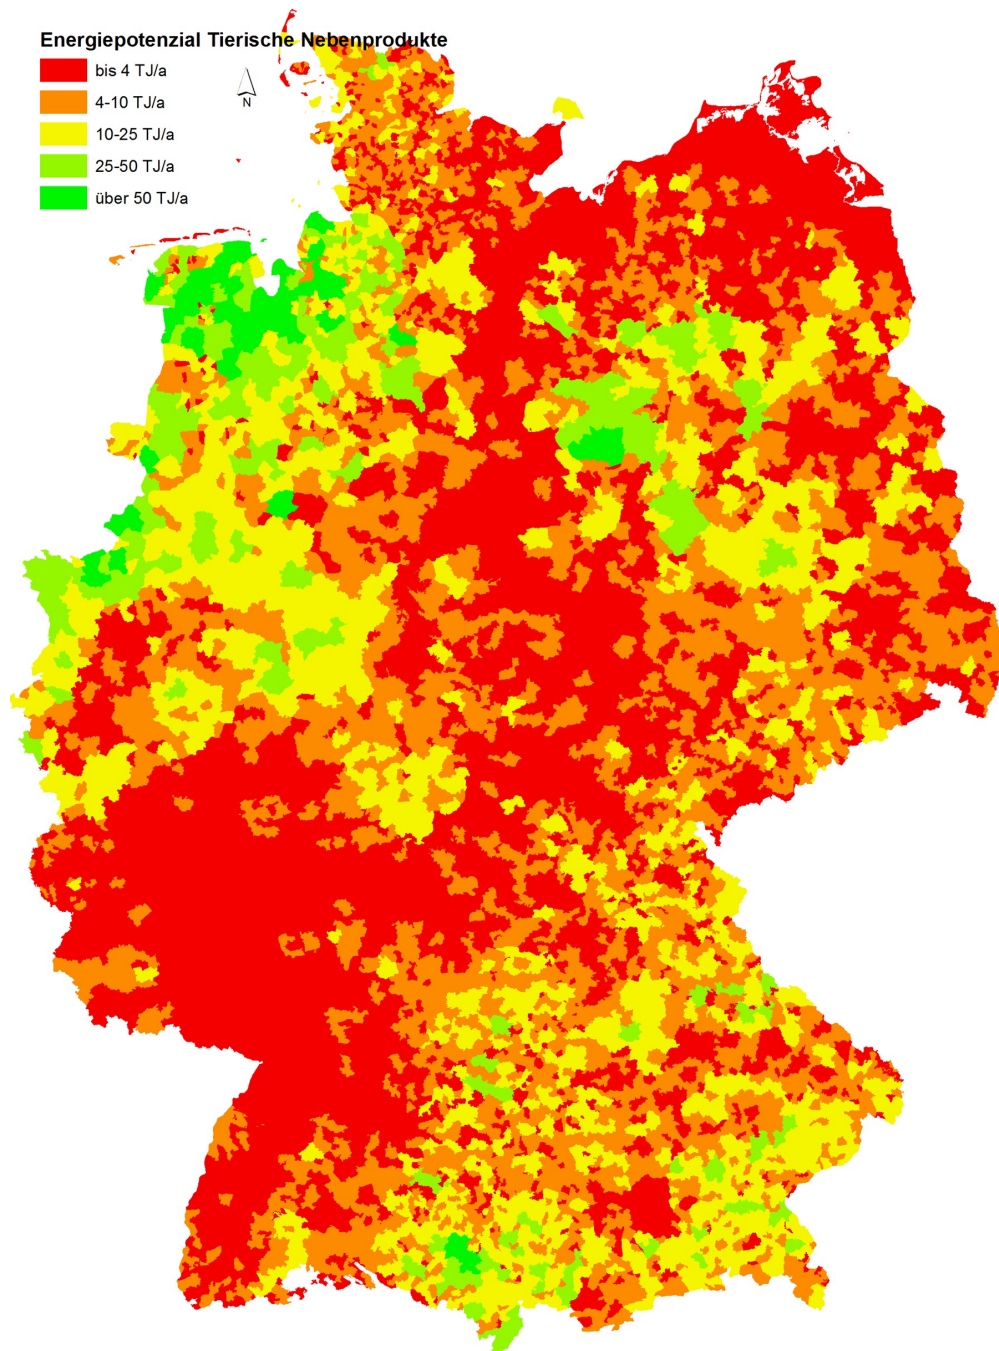 Energiepotenzial Tierische Nebenprodukte
bis 4 TJ/a
4-10 TJ/a
10-25 TJ/a
25-50 TJ/a
über 50 TJ/a
N